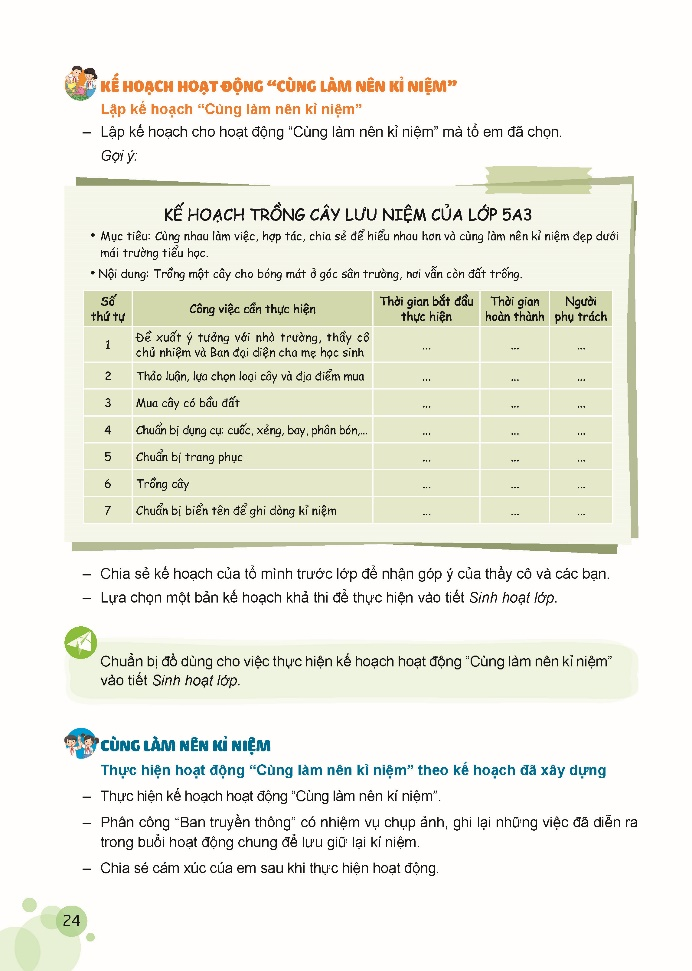 KẾ HOẠCH HOẠT ĐỘNG “CÙNG LÀM NÊN KỈ NIỆM”
Lập kế hoạch “Cùng làm nên kỉ niệm”
– Lập kế hoạch cho hoạt động “Cùng làm nên kỉ niệm” mà tổ em đã chọn.
Gợi ý:
KẾ HOẠCH TRỒNG CÂY LƯU NIỆM CỦA LỚP 5A3
• Mục tiêu: Cùng nhau làm việc, hợp tác, chia sẻ để hiểu nhau hơn và cùng làm nên kỉ niệm đẹp dưới
mái trường tiểu học.
• Nội dung: Trồng một cây cho bóng mát ở góc sân trường, nơi vẫn còn đất trống.
Số thứ tự | Công việc cần thực hiện | Thời gian bắt đầu thực hiện | Thời gian hoàn thành | Người phụ trách
1 | Đề xuất ý tưởng với nhà trường, thầy cô chủ nhiệm và Ban đại diện cha mẹ học sinh | ... | ... | ...
2 | Thảo luận, lựa chọn loại cây và địa điểm mua | ... | ... | ...
3 | Mua cây có bầu đất | ... | ... | ...
4 | Chuẩn bị dụng cụ: cuốc, xẻng, bay, phân bón,... | ... | ... | ...
5 | Chuẩn bị trang phục | ... | ... | ...
6 | Trồng cây | ... | ... | ...
7 | Chuẩn bị biển tên để ghi dòng kỉ niệm | ... | ... | ...
– Chia sẻ kế hoạch của tổ mình trước lớp để nhận góp ý của thầy cô và các bạn.
– Lựa chọn một bản kế hoạch khả thi để thực hiện vào tiết Sinh hoạt lớp.
Chuẩn bị đồ dùng cho việc thực hiện kế hoạch hoạt động “Cùng làm nên kỉ niệm”
vào tiết Sinh hoạt lớp.
CÙNG LÀM NÊN KỈ NIỆM
Thực hiện hoạt động “Cùng làm nên kỉ niệm” theo kế hoạch đã xây dựng
– Thực hiện kế hoạch hoạt động “Cùng làm nên kỉ niệm”.
– Phân công “Ban truyền thông” có nhiệm vụ chụp ảnh, ghi lại những việc đã diễn ra
trong buổi hoạt động chung để lưu giữ lại kỉ niệm.
– Chia sẻ cảm xúc của em sau khi thực hiện hoạt động.
24